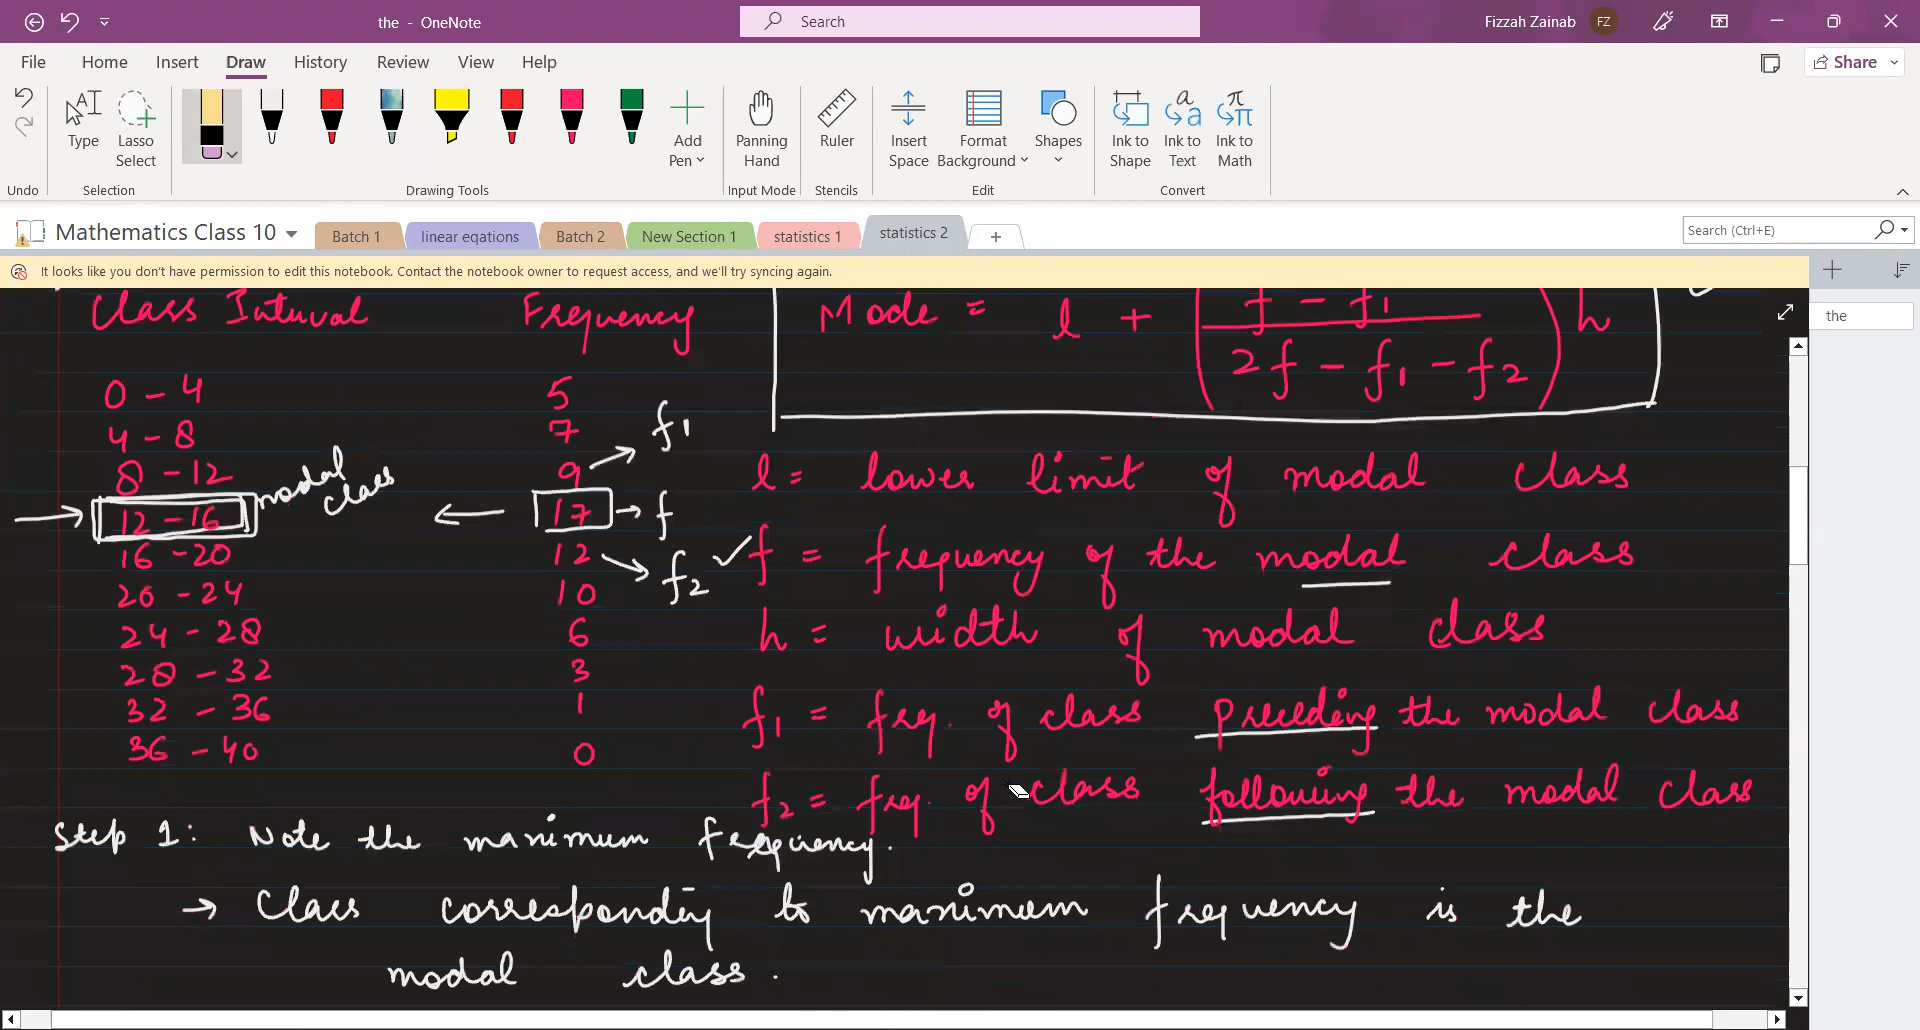 the - OneNote
Search
Fizzah Zainab FZ
File Home Insert Draw History Review View Help
Share
Type
Lasso Select
Add Pen
Panning Hand
Ruler
Insert Space
Format Background
Shapes
Ink to Shape
Ink to Text
Ink to Math
Undo Selection Drawing Tools Input Mode Stencils Edit Convert
Mathematics Class 10 Batch 1 linear eqations Batch 2 New Section 1 statistics 1 statistics 2
Search (Ctrl+E)
It looks like you don't have permission to edit this notebook. Contact the notebook owner to request access, and we'll try syncing again.
the
Class Interval Frequency
Mode = l + (f - f1 / 2f - f1 - f2) h
0 - 4 5
4 - 8 7 f1
8 - 12 9
modal class
12 - 16 17 f
16 - 20 12 f2
20 - 24 10
24 - 28 6
28 - 32 3
32 - 36 1
36 - 40 0
l = lower limit of modal class
f = frequency of the modal class
h = width of modal class
f1 = freq. of class preceding the modal class
f2 = freq. of class following the modal class
Step 1: Note the maximum frequency.
→ Class corresponding to maximum frequency is the
modal class.